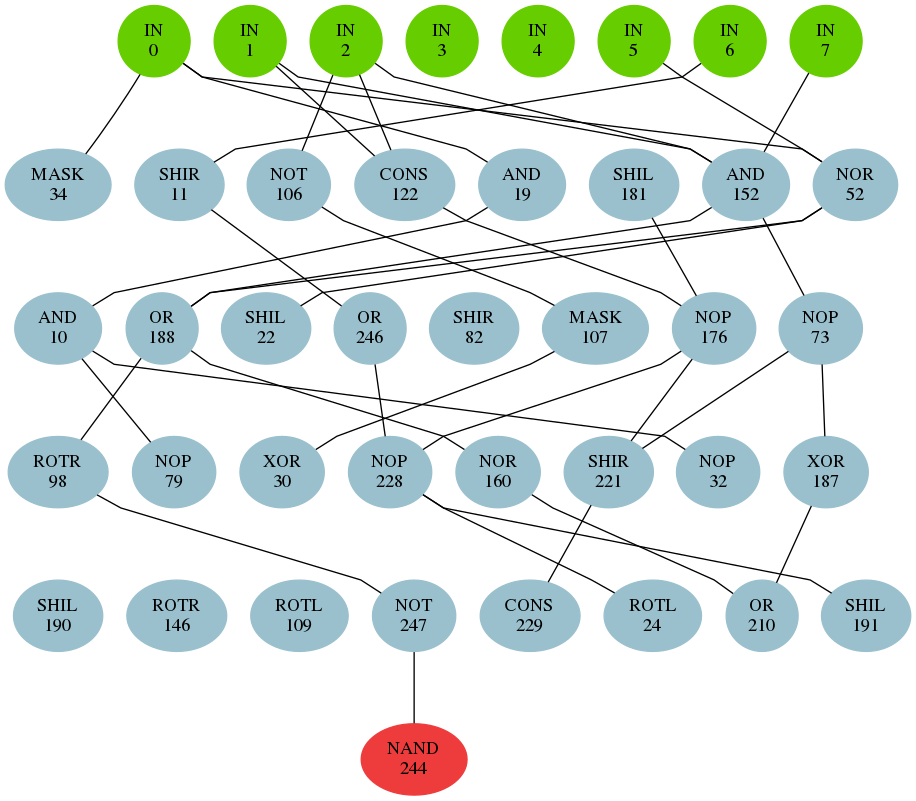 IN
0
IN
1
IN
2
IN
3
IN
4
IN
5
IN
6
IN
7
MASK
34
SHIR
11
NOT
106
CONS
122
AND
19
SHIL
181
AND
152
NOR
52
AND
10
OR
188
SHIL
22
OR
246
SHIR
82
MASK
107
NOP
176
NOP
73
ROTR
98
NOP
79
XOR
30
NOP
228
NOR
160
SHIR
221
NOP
32
XOR
187
SHIL
190
ROTR
146
ROTL
109
NOT
247
CONS
229
ROTL
24
OR
210
SHIL
191
NAND
244